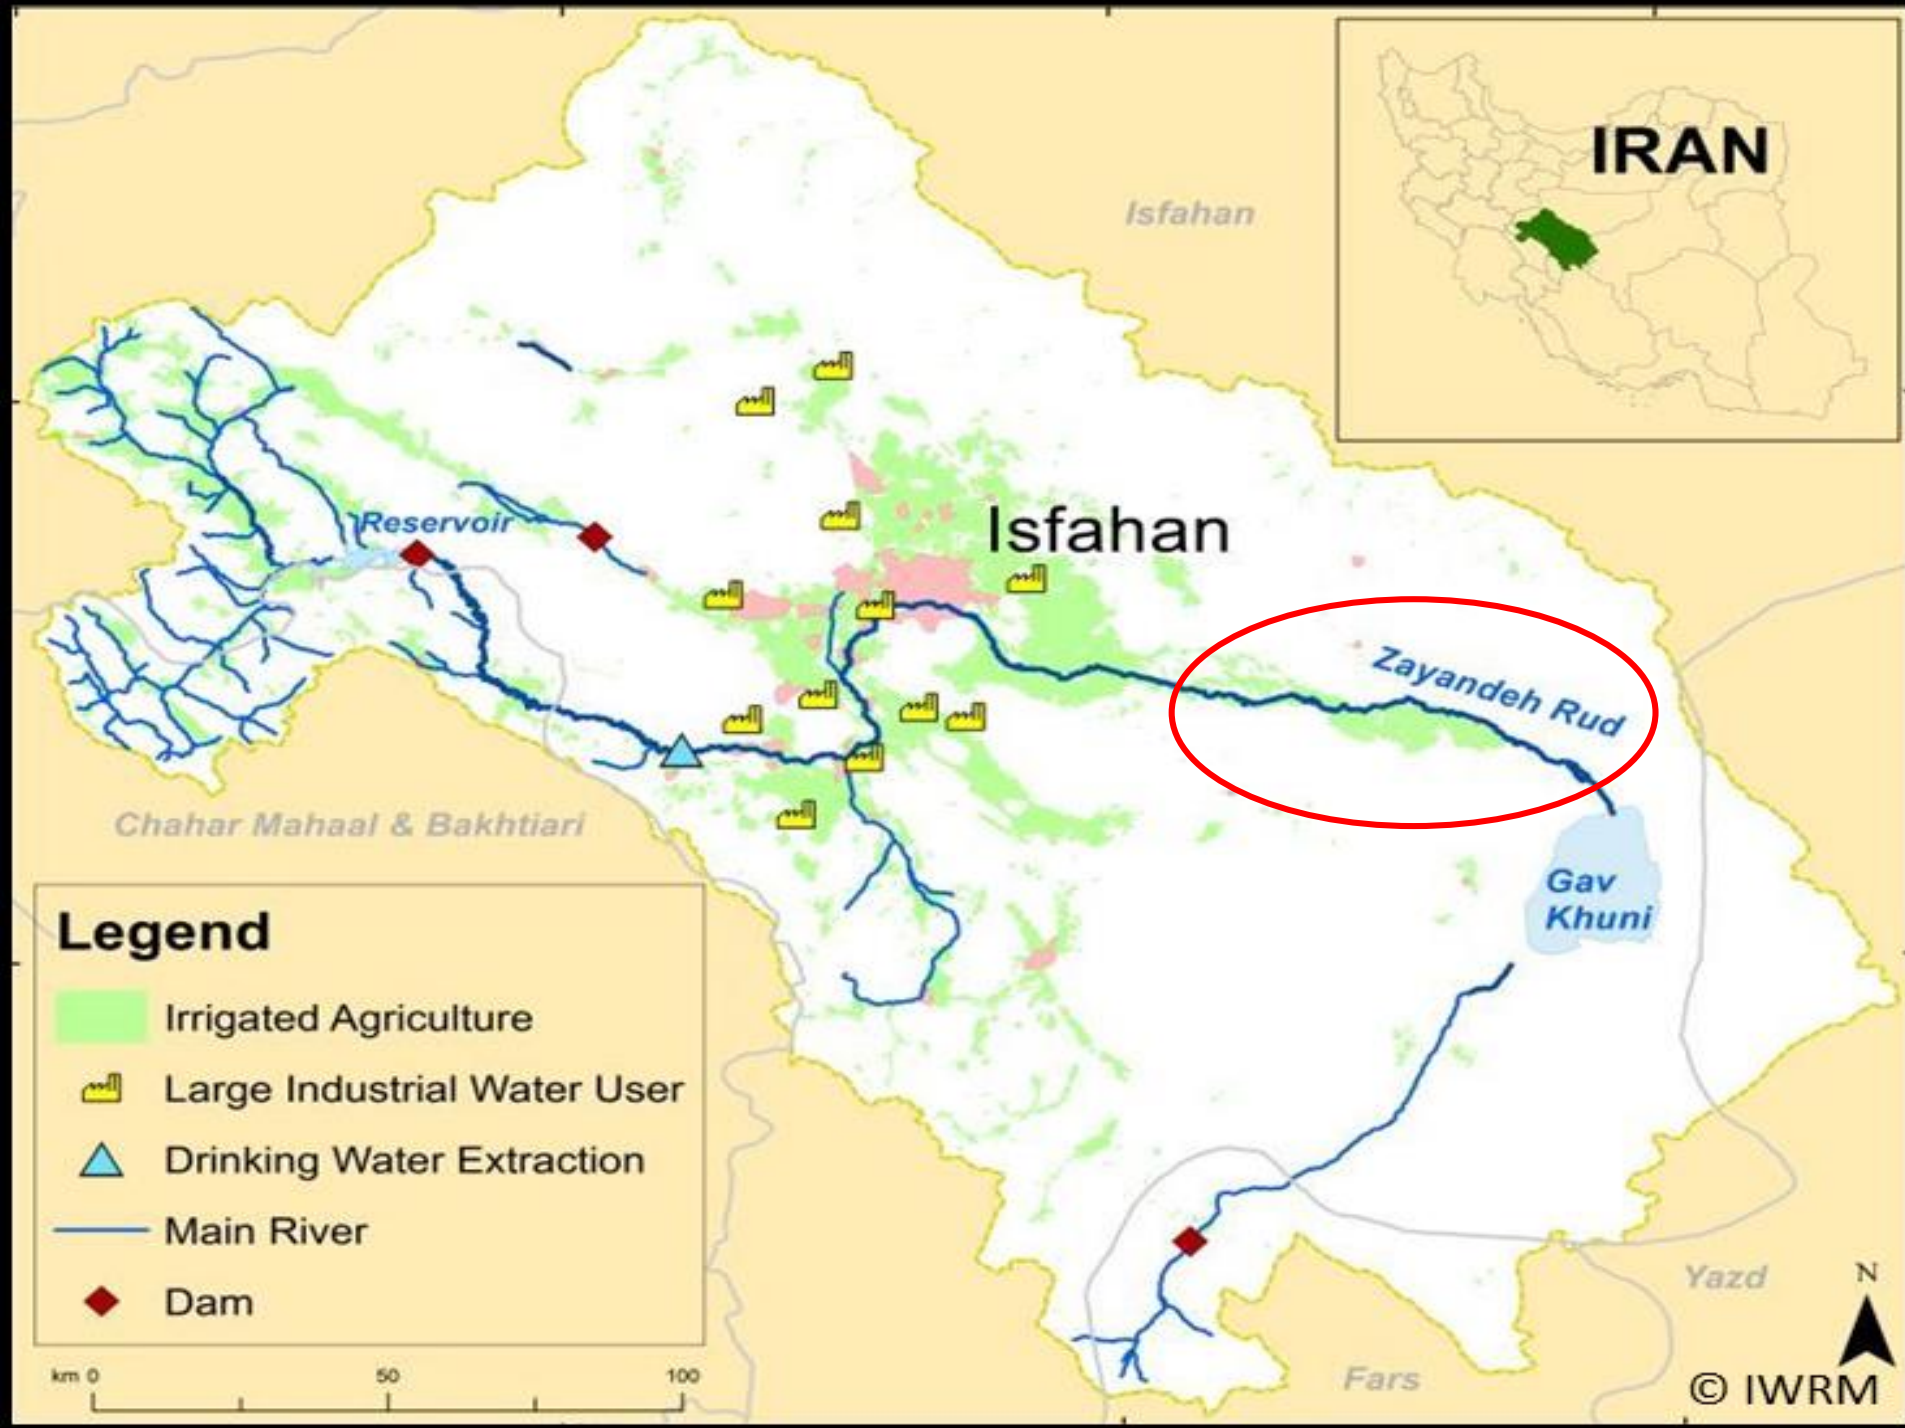 IRAN
Isfahan
Reservoir
Isfahan
Zayandeh Rud
Chahar Mahaal & Bakhtiari
Gav
Khuni
Legend
Irrigated Agriculture
Large Industrial Water User
Drinking Water Extraction
Main River
Dam
Yazd
N
Fars
km 0 50 100
© IWRM